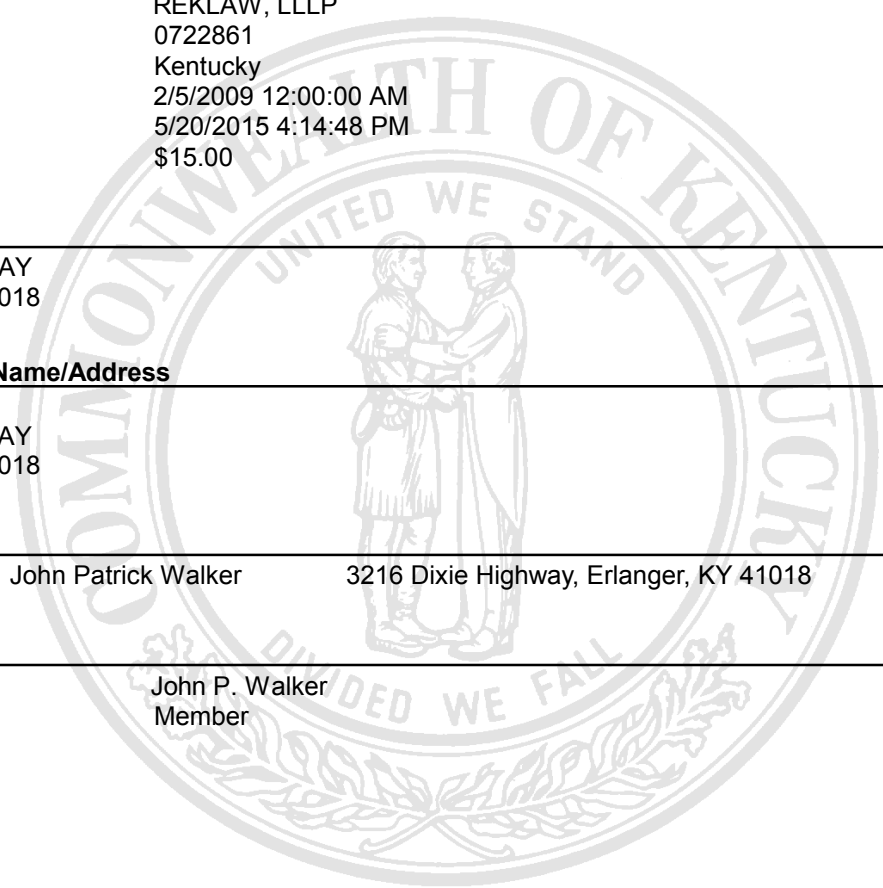 REKLAW, LLLP
0722861
Kentucky
2/5/2009 12:00:00 AM
5/20/2015 4:14:48 PM
$15.00
COMMONWEALTH OF KENTUCKY
UNITED WE STAND
AY
018
Name/Address
AY
018
John Patrick Walker 3216 Dixie Highway, Erlanger, KY 41018
John P. Walker
Member
DIVIDED WE FALL